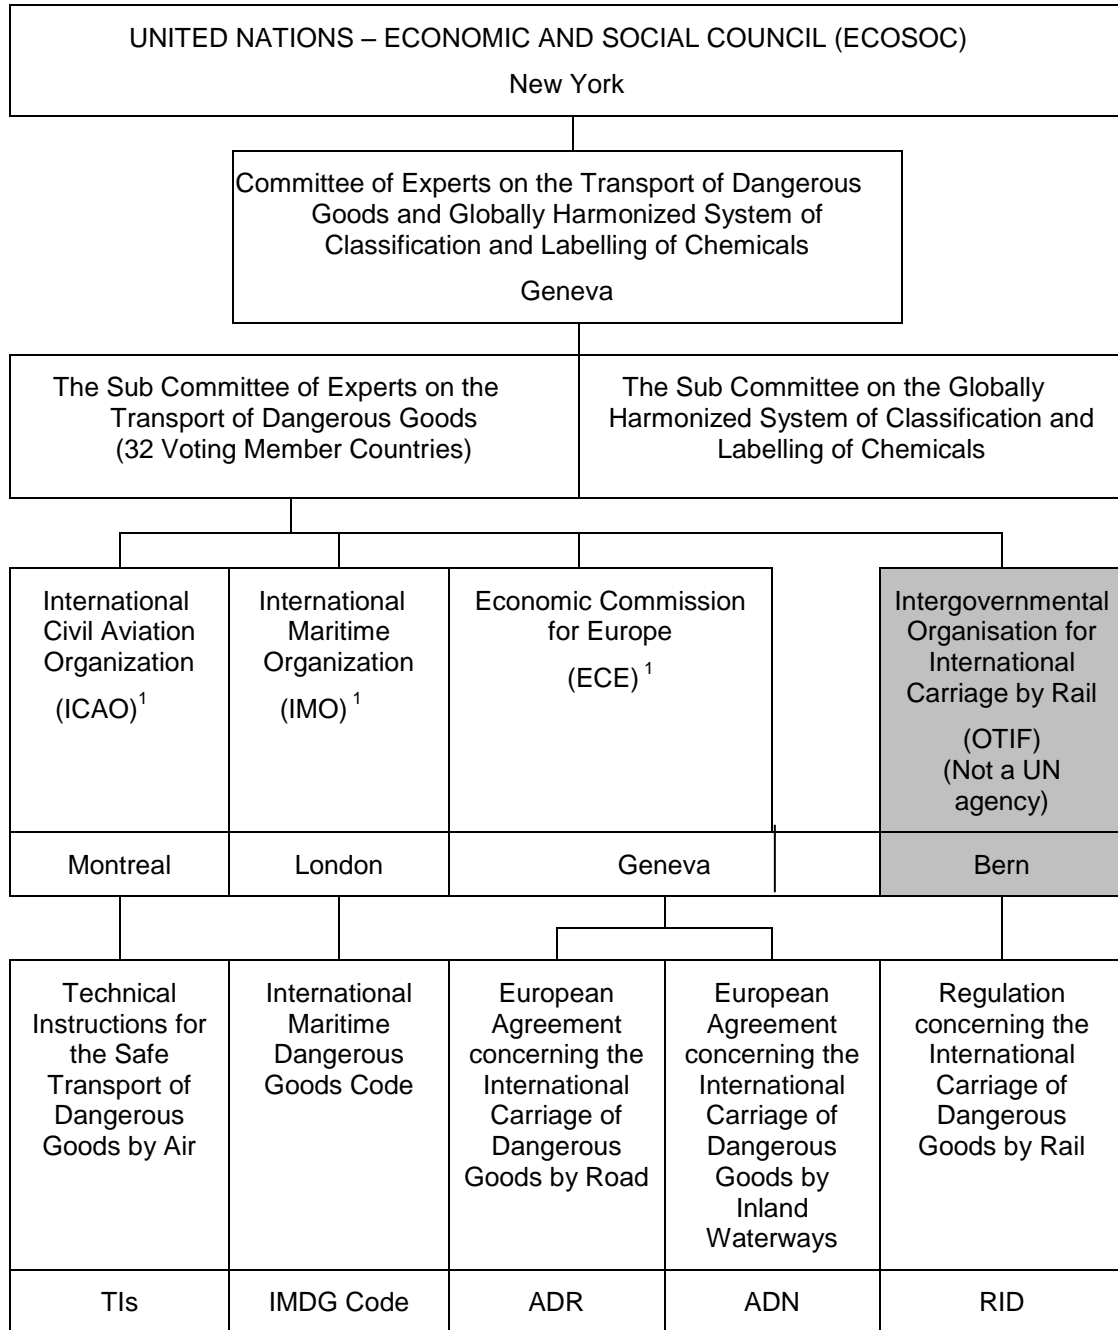 UNITED NATIONS – ECONOMIC AND SOCIAL COUNCIL (ECOSOC)
New York
Committee of Experts on the Transport of Dangerous
Goods and Globally Harmonized System of
Classification and Labelling of Chemicals
Geneva
The Sub Committee of Experts on the
Transport of Dangerous Goods
(32 Voting Member Countries)
The Sub Committee on the Globally
Harmonized System of Classification and
Labelling of Chemicals
International
Civil Aviation
Organization
(ICAO)1
International
Maritime
Organization
(IMO) 1
Economic Commission
for Europe
(ECE) 1
Intergovernmental
Organisation for
International
Carriage by Rail
(OTIF)
(Not a UN
agency)
Montreal
London
Geneva
Bern
Technical
Instructions for
the Safe
Transport of
Dangerous
Goods by Air
International
Maritime
Dangerous
Goods Code
European
Agreement
concerning the
International
Carriage of
Dangerous
Goods by Road
European
Agreement
concerning the
International
Carriage of
Dangerous
Goods by
Inland
Waterways
Regulation
concerning the
International
Carriage of
Dangerous
Goods by Rail
TIs
IMDG Code
ADR
ADN
RID